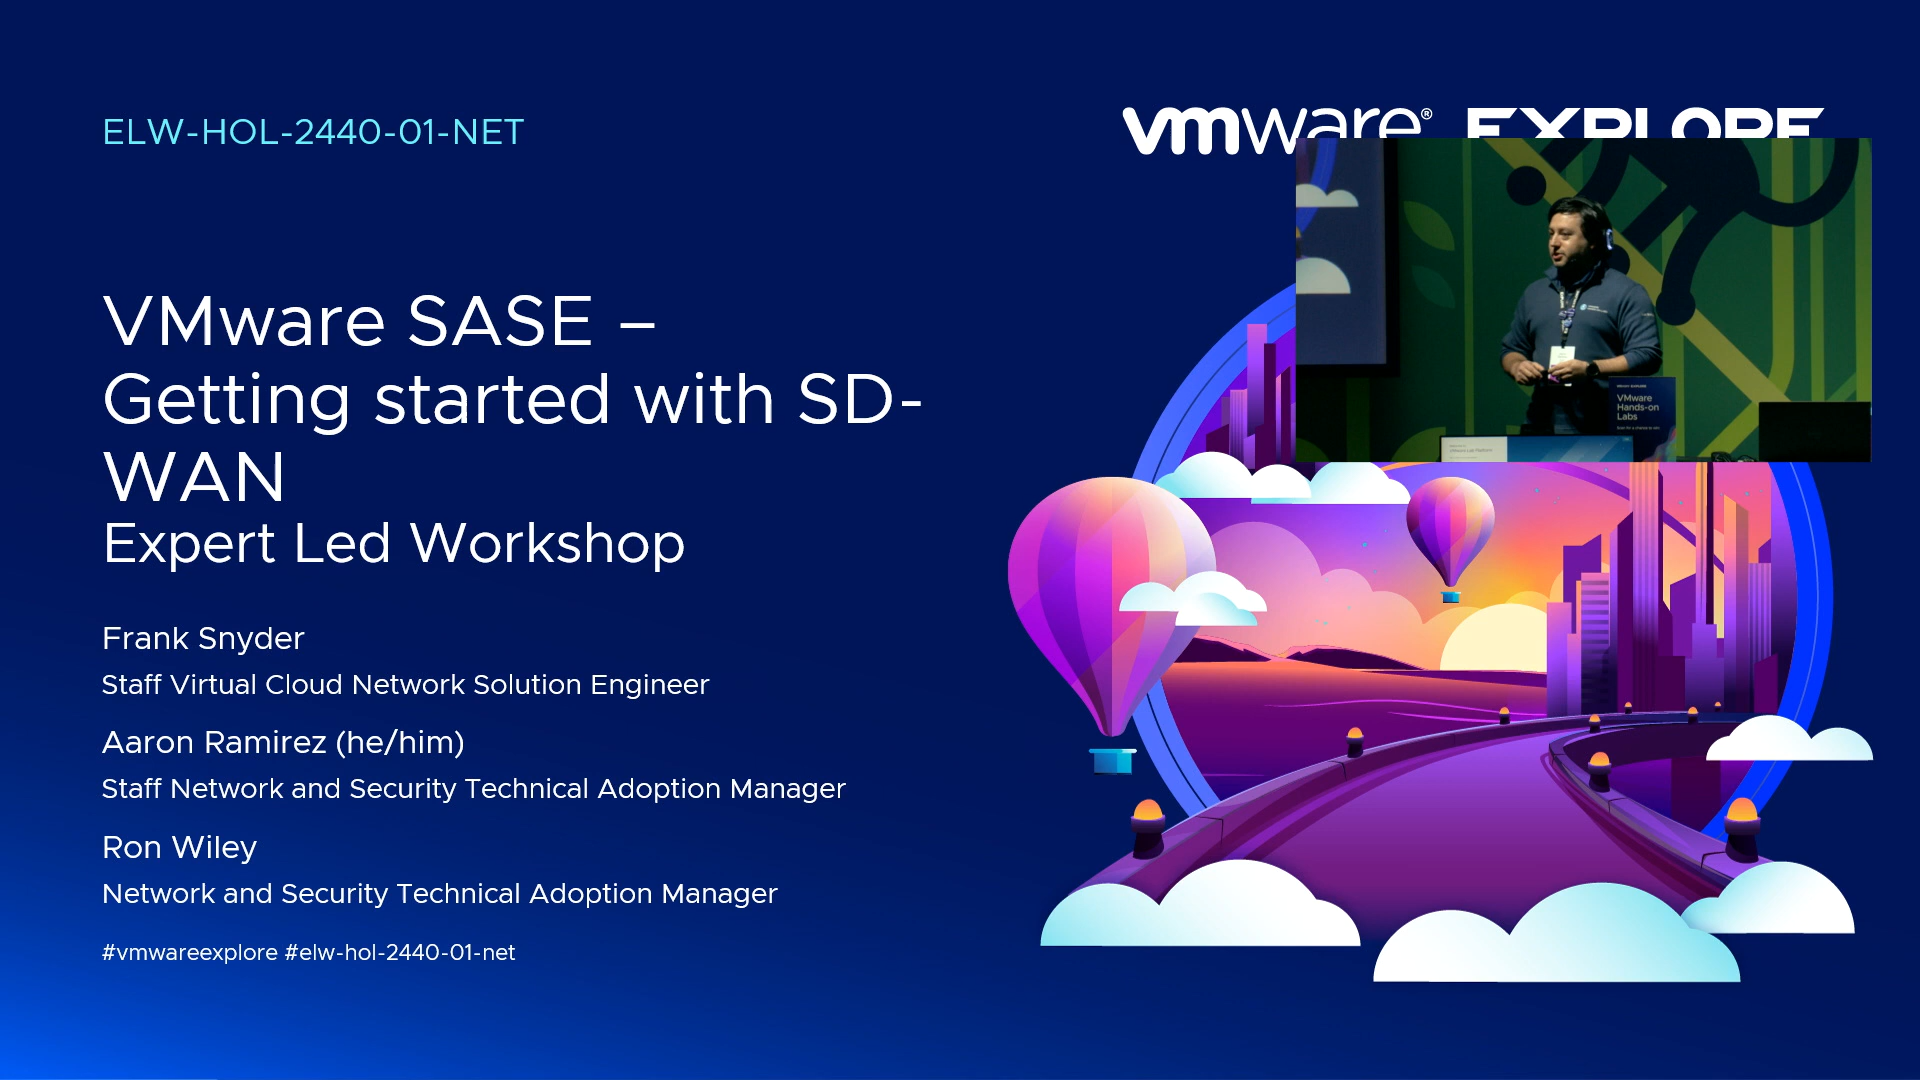 ELW-HOL-2440-01-NET
vmware® EXPLORE
VMware SASE –
Getting started with SD-
WAN
Expert Led Workshop
Frank Snyder
Staff Virtual Cloud Network Solution Engineer
Aaron Ramirez (he/him)
Staff Network and Security Technical Adoption Manager
Ron Wiley
Network and Security Technical Adoption Manager
#vmwareexplore #elw-hol-2440-01-net
VMware
Hands-on
Labs